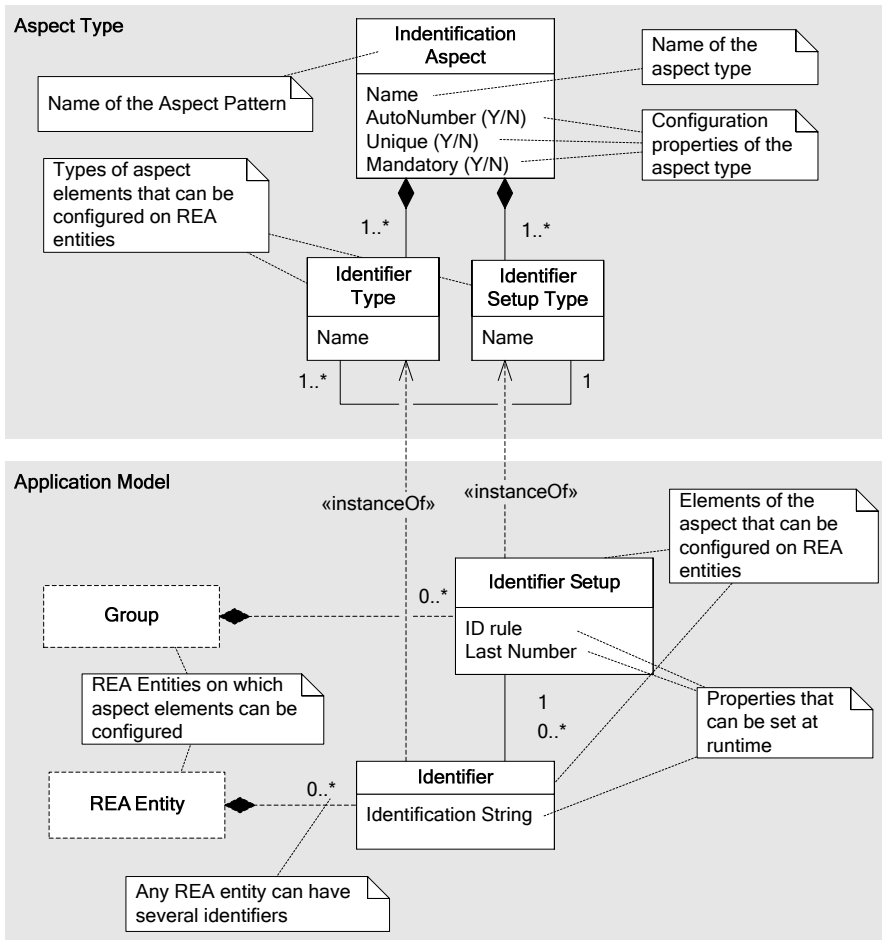 Aspect Type
Indentification
Aspect
Name
AutoNumber (Y/N)
Unique (Y/N)
Mandatory (Y/N)
Name of the
aspect type
Name of the Aspect Pattern
Configuration
properties of the
aspect type
Types of aspect
elements that can be
configured on REA
entities
1..*
1..*
Identifier
Type
Name
Identifier
Setup Type
Name
1..*
1
Application Model
«instanceOf»
«instanceOf»
Elements of the
aspect that can be
configured on REA
entities
Group
0..*
Identifier Setup
ID rule
Last Number
REA Entities on which
aspect elements can be
configured
1
0..*
Properties that
can be set at
runtime
REA Entity
0..*
Identifier
Identification String
Any REA entity can have
several identifiers